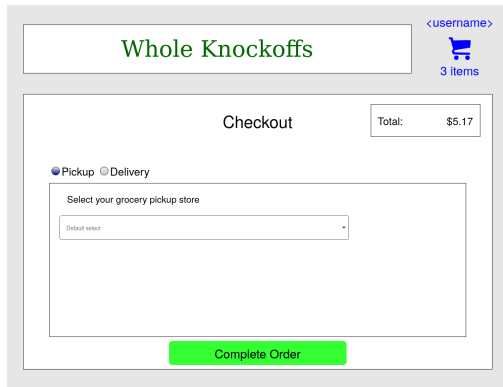 <username>
Whole Knockoffs
3 items
Checkout
Total: $5.17
Pickup Delivery
Select your grocery pickup store
Default select
Complete Order